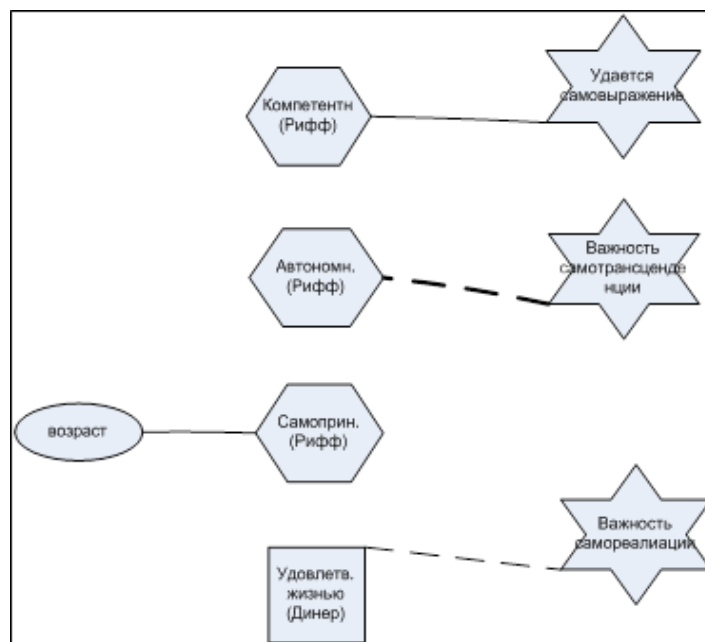 Компетентн
(Рифф)
Удается
самовыражение
Автономн.
(Рифф)
Важность
самотрансценде
нции
возраст
Самоприн.
(Рифф)
Важность
самореалиации
Удовлетв.
жизнью
(Динер)